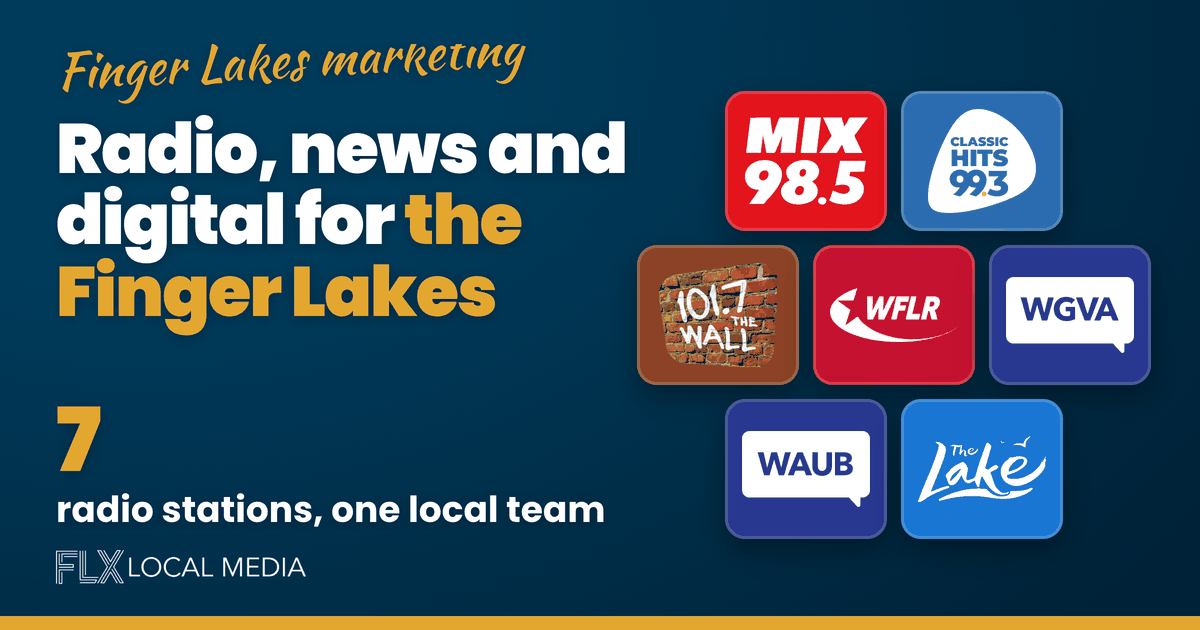 Finger Lakes marketing
Radio, news and
digital for the
Finger Lakes
7
radio stations, one local team
FLX LOCAL MEDIA
MIX
98.5
CLASSIC
HITS
99.3
101.7
THE
WALL
WFLR
WGVA
WAUB
The
Lake